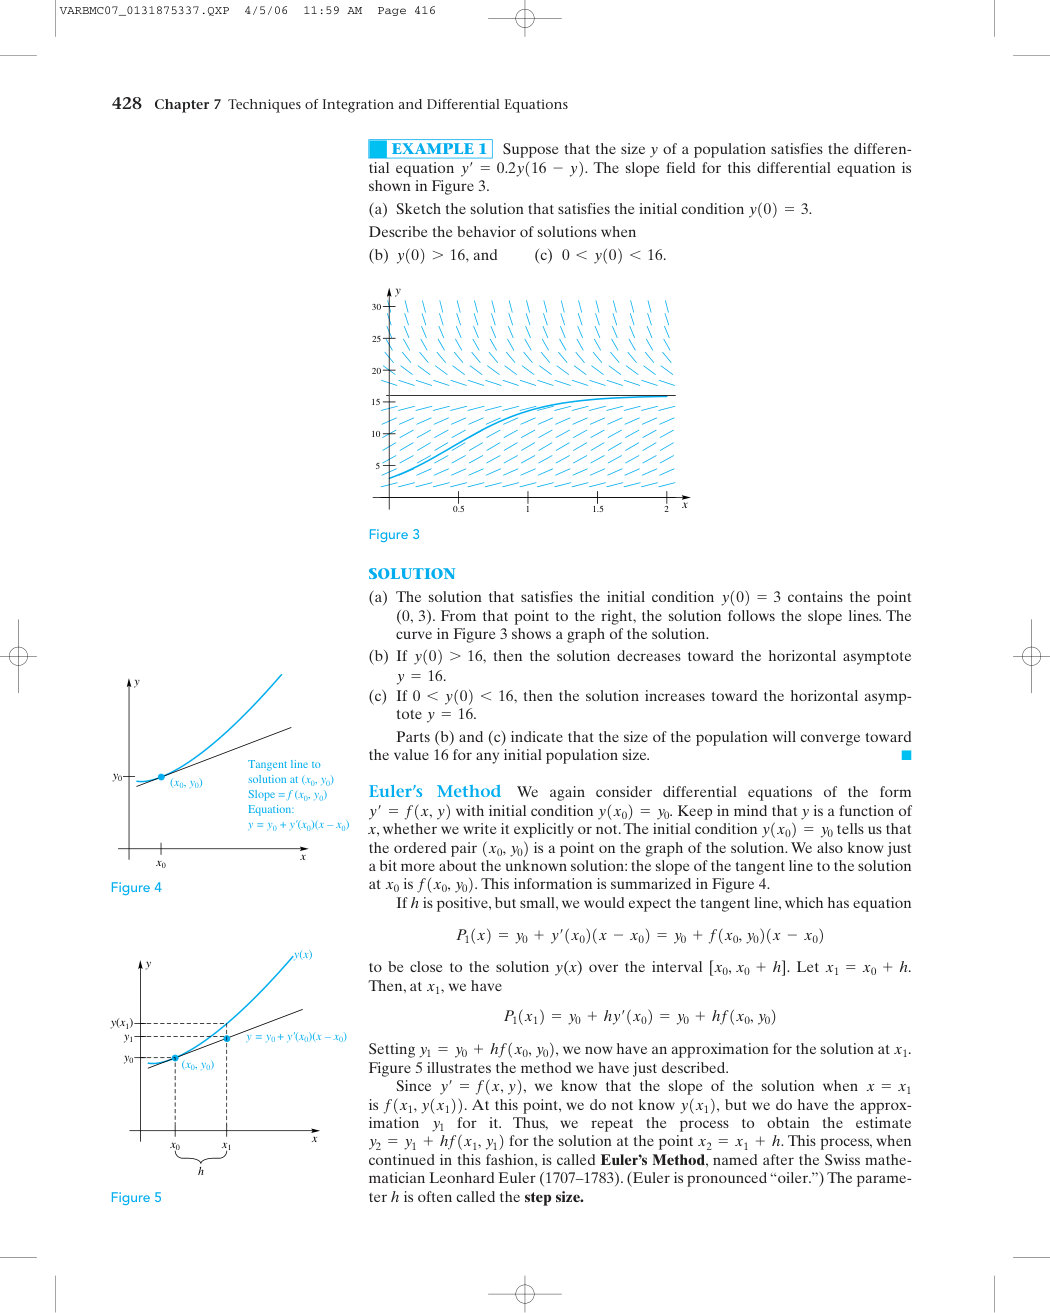 VARBMC07_0131875337.QXP 4/5/06 11:59 AM Page 416
428 Chapter 7 Techniques of Integration and Differential Equations
EXAMPLE 1 Suppose that the size y of a population satisfies the differen-
tial equation y′ = 0.2y(16 − y). The slope field for this differential equation is
shown in Figure 3.
(a) Sketch the solution that satisfies the initial condition y(0) = 3.
Describe the behavior of solutions when
(b) y(0) > 16, and (c) 0 < y(0) < 16.
y
30
25
20
15
10
5
0.5 1 1.5 2 x
Figure 3
SOLUTION
(a) The solution that satisfies the initial condition y(0) = 3 contains the point
(0, 3). From that point to the right, the solution follows the slope lines. The
curve in Figure 3 shows a graph of the solution.
(b) If y(0) > 16, then the solution decreases toward the horizontal asymptote
y = 16.
(c) If 0 < y(0) < 16, then the solution increases toward the horizontal asymp-
tote y = 16.
Parts (b) and (c) indicate that the size of the population will converge toward
the value 16 for any initial population size.
y
y₀
(x₀, y₀)
Tangent line to
solution at (x₀, y₀)
Slope = f(x₀, y₀)
Equation:
y = y₀ + y′(x₀)(x − x₀)
x₀
x
Figure 4
Euler's Method We again consider differential equations of the form
y′ = f(x, y) with initial condition y(x₀) = y₀. Keep in mind that y is a function of
x, whether we write it explicitly or not. The initial condition y(x₀) = y₀ tells us that
the ordered pair (x₀, y₀) is a point on the graph of the solution. We also know just
a bit more about the unknown solution: the slope of the tangent line to the solution
at x₀ is f(x₀, y₀). This information is summarized in Figure 4.
If h is positive, but small, we would expect the tangent line, which has equation
P₁(x) = y₀ + y′(x₀)(x − x₀) = y₀ + f(x₀, y₀)(x − x₀)
to be close to the solution y(x) over the interval [x₀, x₀ + h]. Let x₁ = x₀ + h.
Then, at x₁, we have
P₁(x₁) = y₀ + hy′(x₀) = y₀ + hf(x₀, y₀)
Setting y₁ = y₀ + hf(x₀, y₀), we now have an approximation for the solution at x₁.
Figure 5 illustrates the method we have just described.
Since y′ = f(x, y), we know that the slope of the solution when x = x₁
is f(x₁, y(x₁)). At this point, we do not know y(x₁), but we do have the approx-
imation y₁ for it. Thus, we repeat the process to obtain the estimate
y₂ = y₁ + hf(x₁, y₁) for the solution at the point x₂ = x₁ + h. This process, when
continued in this fashion, is called Euler's Method, named after the Swiss mathe-
matician Leonhard Euler (1707–1783). (Euler is pronounced “oiler.”) The parame-
ter h is often called the step size.
y
y(x)
y(x₁)
y₁
y₀
y = y₀ + y′(x₀)(x − x₀)
(x₀, y₀)
x₀ x₁ x
h
Figure 5